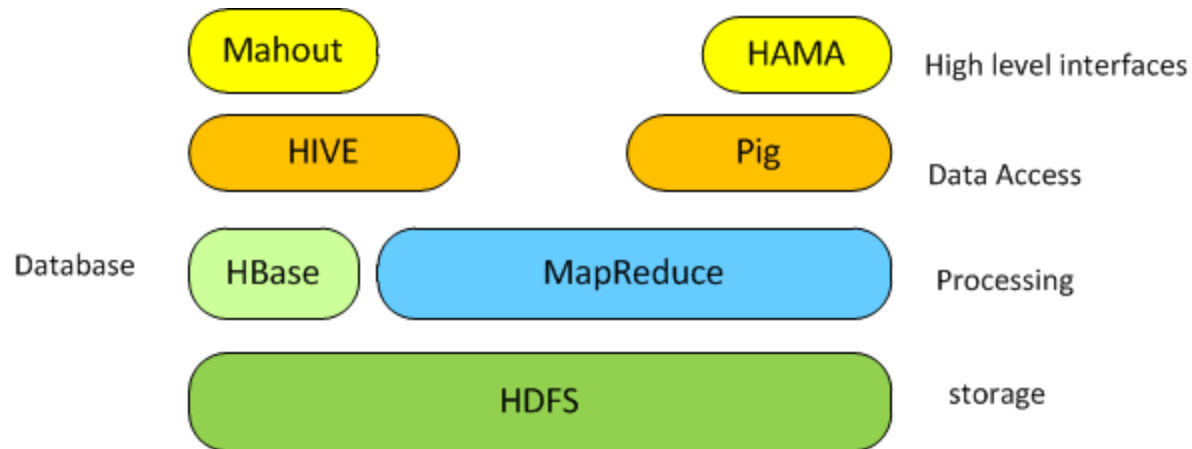 Mahout
HAMA
High level interfaces
HIVE
Pig
Data Access
Database
HBase
MapReduce
Processing
HDFS
storage